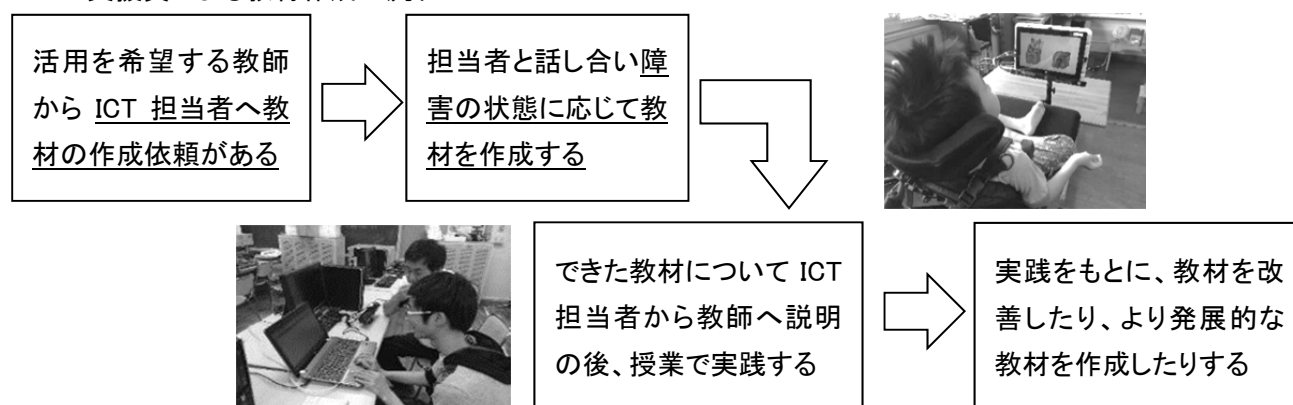 活用を希望する教師
から ICT 担当者へ教
材の作成依頼がある
担当者と話し合い障
害の状態に応じて教
材を作成する
できた教材について ICT
担当者から教師へ説明
の後、授業で実践する
実践をもとに、教材を改
善したり、より発展的な
教材を作成したりする